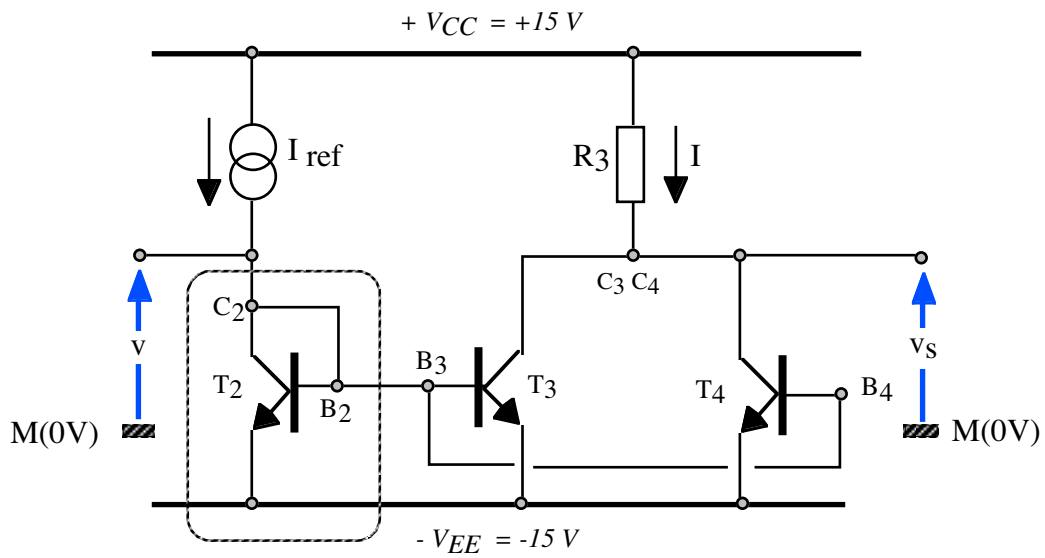 + VCC = +15 V
I ref
R3
I
C2
C3 C4
v
T2
B2
B3
T3
T4
B4
vs
M(0V)
M(0V)
- VEE = -15 V